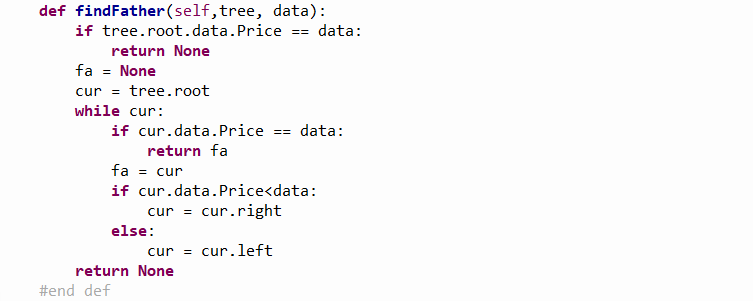 def findFather(self,tree, data):
    if tree.root.data.Price == data:
        return None
    fa = None
    cur = tree.root
    while cur:
        if cur.data.Price == data:
            return fa
        fa = cur
        if cur.data.Price<data:
            cur = cur.right
        else:
            cur = cur.left
    return None
#end def